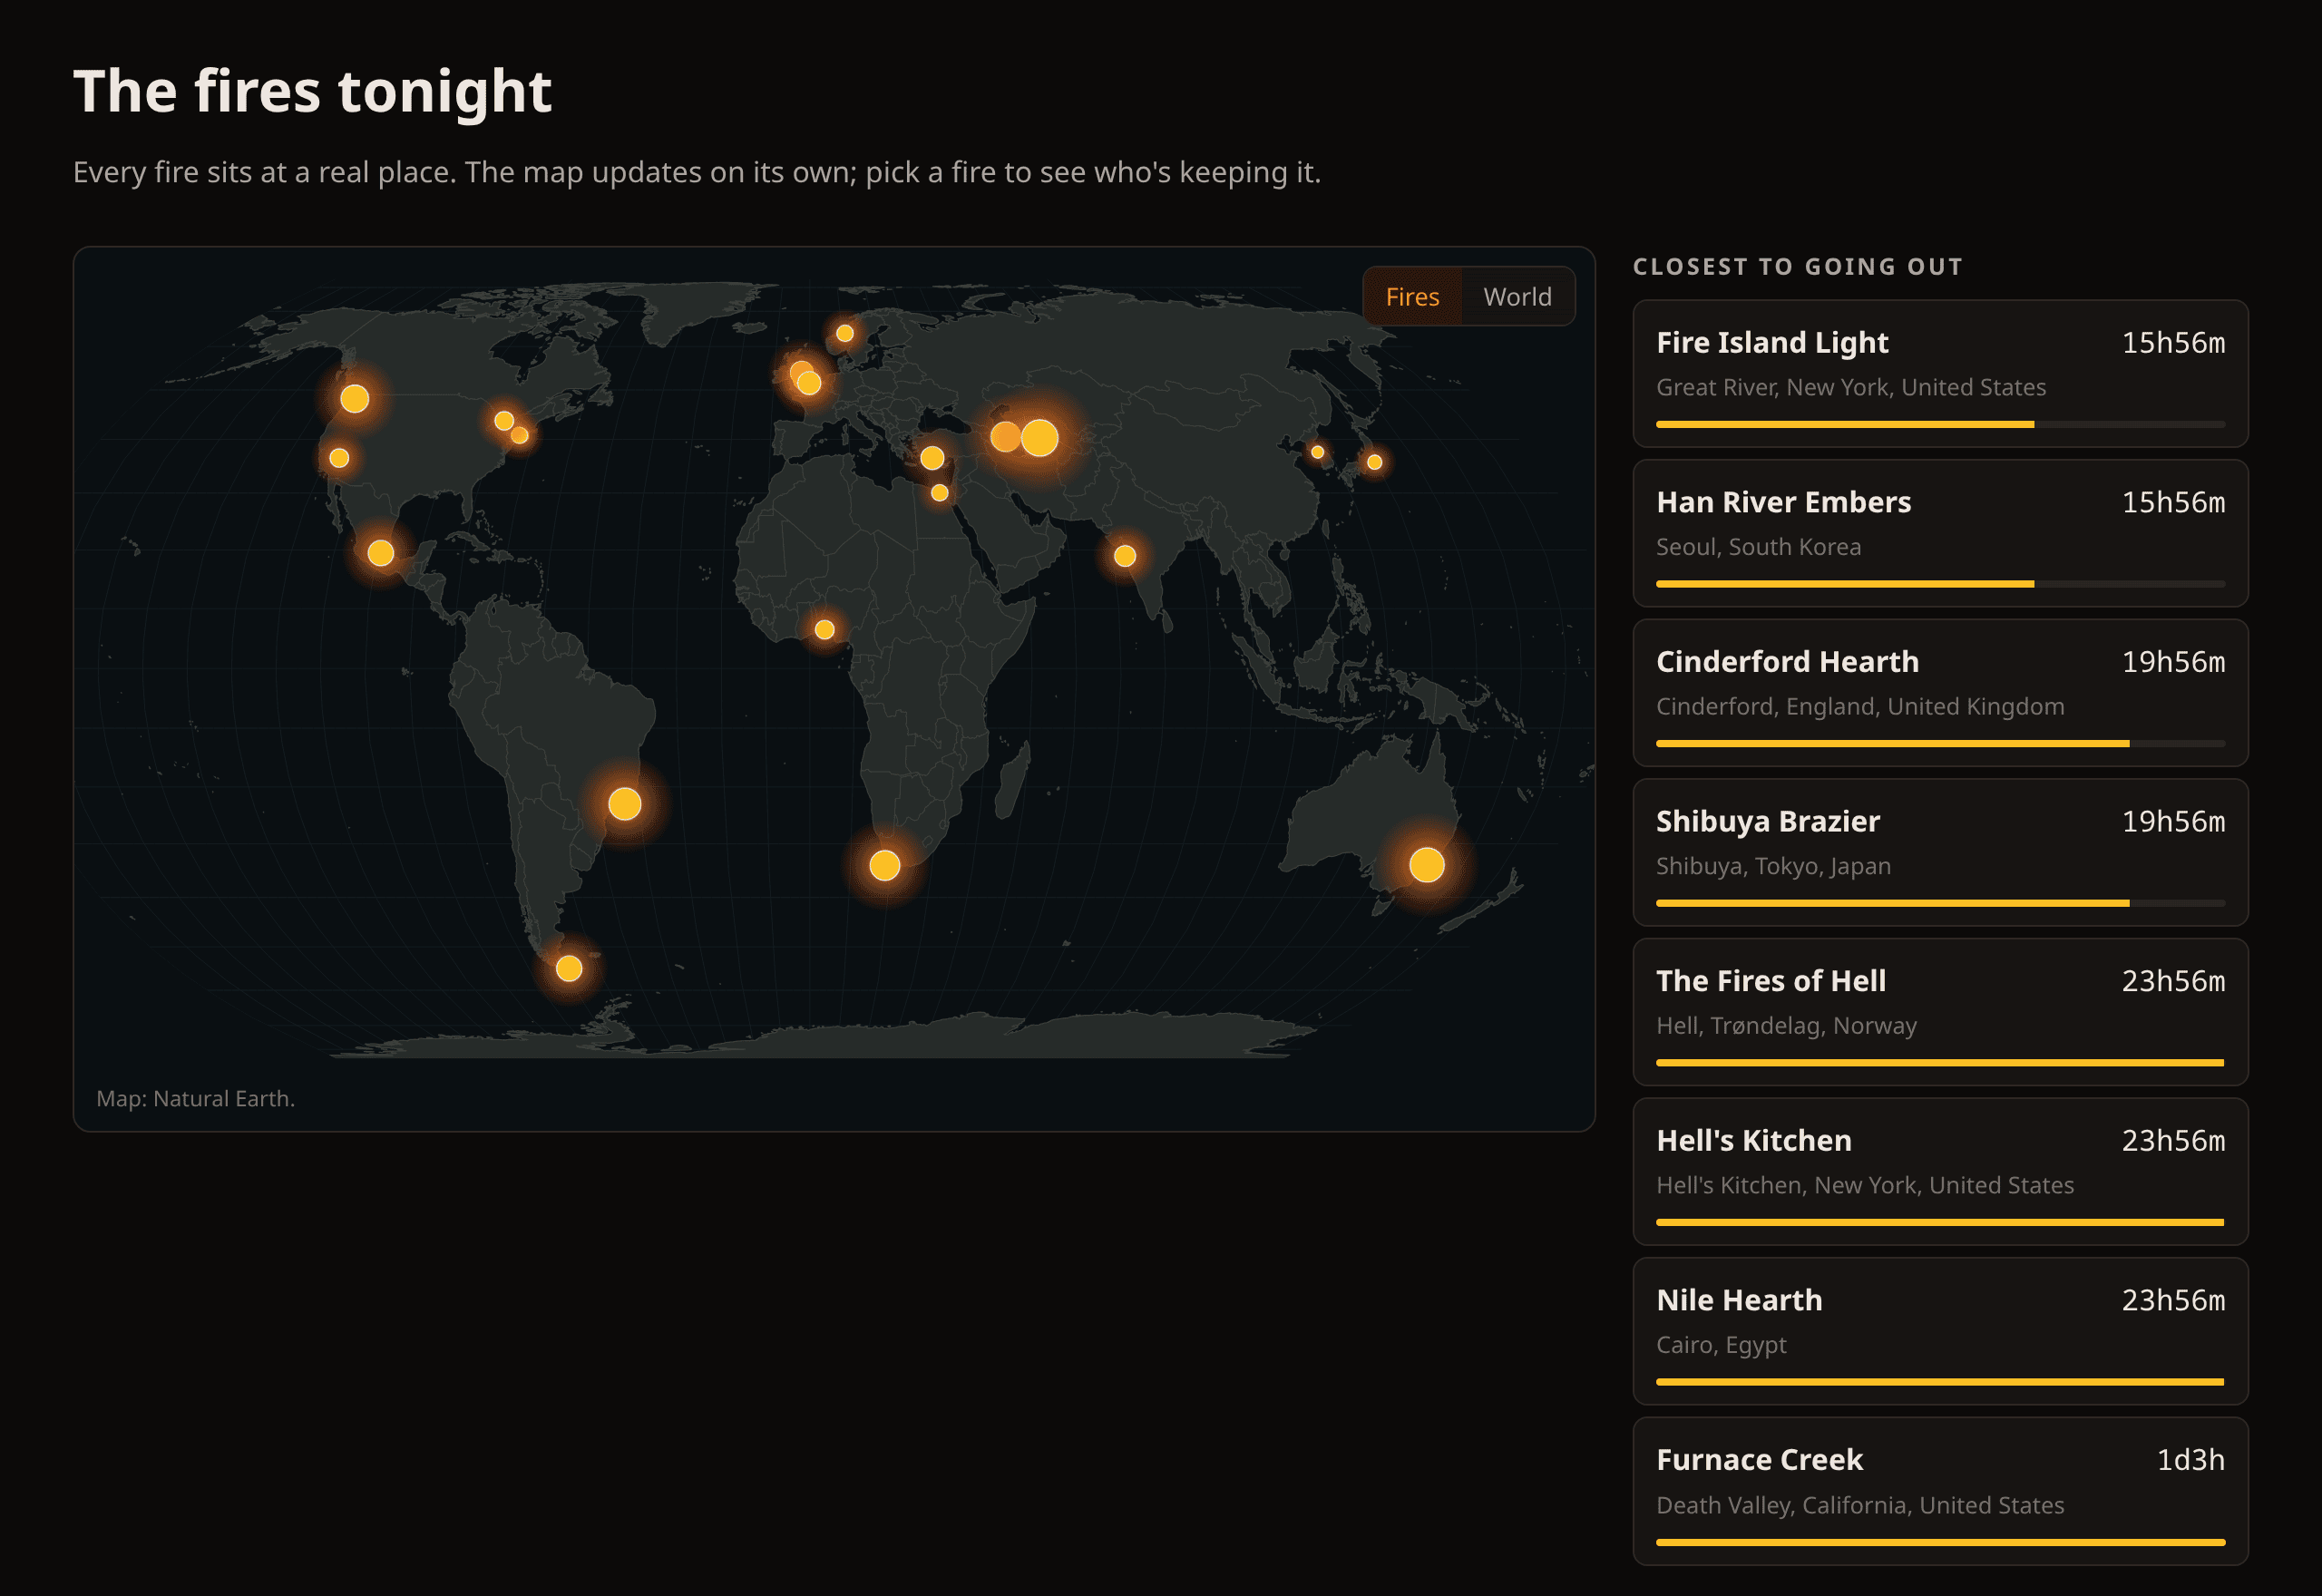 The fires tonight
Every fire sits at a real place. The map updates on its own; pick a fire to see who's keeping it.
Fires World
Map: Natural Earth.
CLOSEST TO GOING OUT
Fire Island Light 15h56m
Great River, New York, United States
Han River Embers 15h56m
Seoul, South Korea
Cinderford Hearth 19h56m
Cinderford, England, United Kingdom
Shibuya Brazier 19h56m
Shibuya, Tokyo, Japan
The Fires of Hell 23h56m
Hell, Trøndelag, Norway
Hell's Kitchen 23h56m
Hell's Kitchen, New York, United States
Nile Hearth 23h56m
Cairo, Egypt
Furnace Creek 1d3h
Death Valley, California, United States